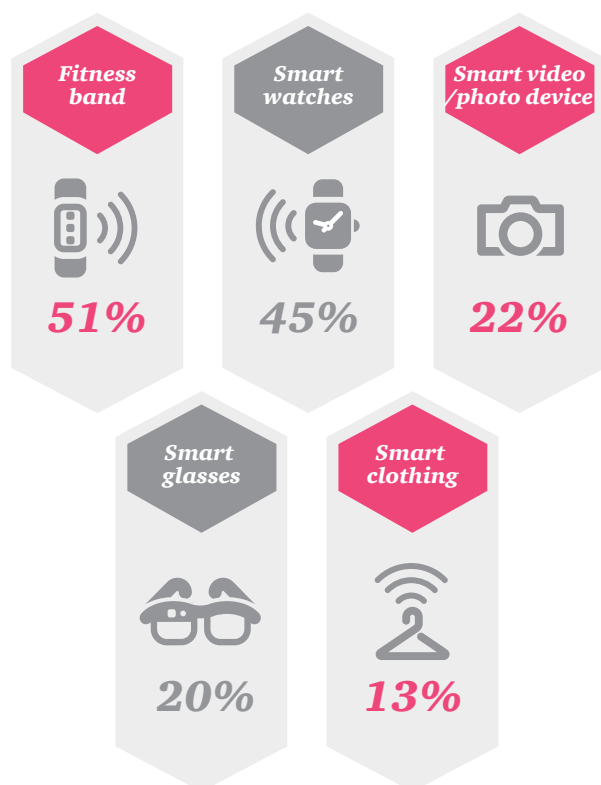 Fitness
band
Smart
watches
Smart video
/photo device
51%
45%
22%
Smart
glasses
Smart
clothing
20%
13%